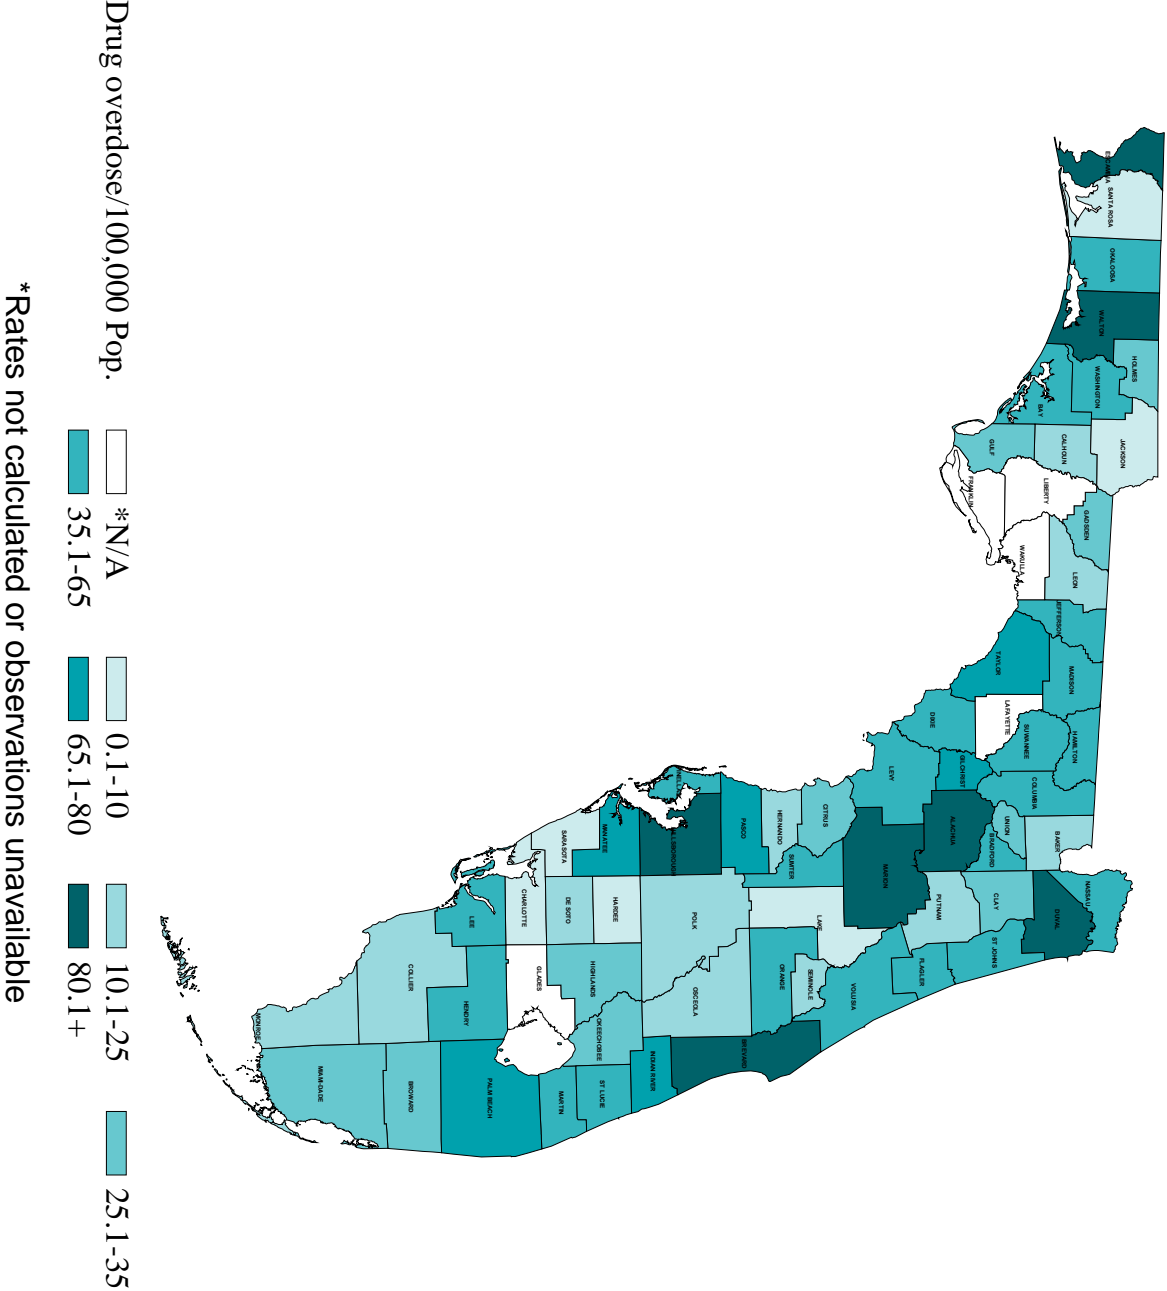 ESCAMBIA
SANTA ROSA
OKALOOSA
WALTON
HOLMES
WASHINGTON
BAY
JACKSON
CALHOUN
GULF
LIBERTY
FRANKLIN
GADSDEN
WAKULLA
LEON
JEFFERSON
MADISON
TAYLOR
HAMILTON
SUWANNEE
LAFAYETTE
DIXIE
COLUMBIA
GILCHRIST
LEVY
BAKER
UNION
BRADFORD
ALACHUA
NASSAU
DUVAL
CLAY
ST JOHNS
PUTNAM
MARION
FLAGLER
VOLUSIA
CITRUS
HERNANDO
SUMTER
PASCO
LAKE
SEMINOLE
ORANGE
HILLSBOROUGH
POLK
OSCEOLA
BREVARD
INDIAN RIVER
MANATEE
HARDEE
HIGHLANDS
OKEECHOBEE
ST LUCIE
SARASOTA
DE SOTO
MARTIN
CHARLOTTE
GLADES
LEE
HENDRY
PALM BEACH
COLLIER
BROWARD
MONROE
MIAMI-DADE
Drug overdose/100,000 Pop.
*N/A
0.1-10
10.1-25
25.1-35
35.1-65
65.1-80
80.1+
*Rates not calculated or observations unavailable